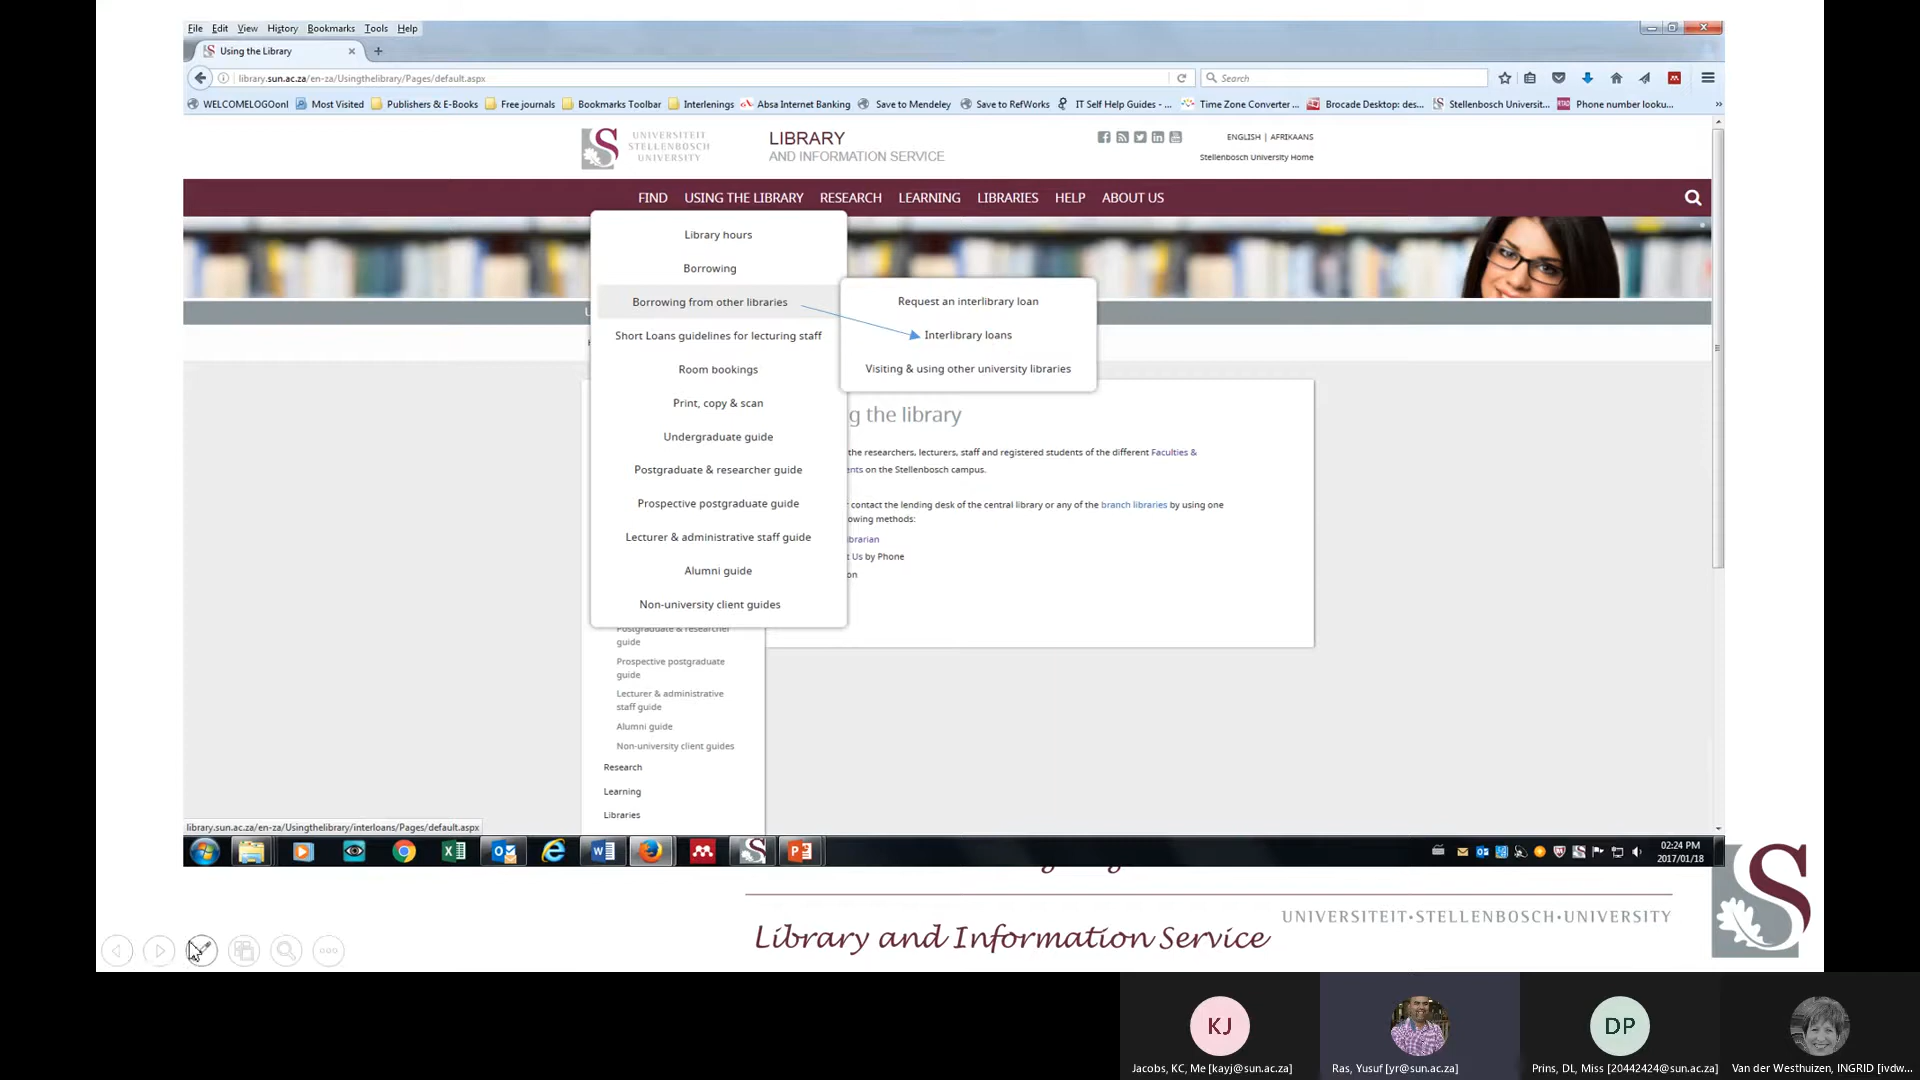 File Edit View History Bookmarks Tools Help
Using the Library
library.sun.ac.za/en-za/Usingthelibrary/Pages/default.aspx
Search
WELCOMELOGOonl Most Visited Publishers & E-Books Free journals Bookmarks Toolbar Interlenings Absa Internet Banking Save to Mendeley Save to RefWorks IT Self Help Guides - ... Time Zone Converter ... Brocade Desktop: des... Stellenbosch Universit... Phone number looku...
UNIVERSITEIT
STELLENBOSCH
UNIVERSITY
LIBRARY
AND INFORMATION SERVICE
ENGLISH | AFRIKAANS
Stellenbosch University Home
FIND USING THE LIBRARY RESEARCH LEARNING LIBRARIES HELP ABOUT US
Library hours
Borrowing
Borrowing from other libraries
Short Loans guidelines for lecturing staff
Room bookings
Print, copy & scan
Undergraduate guide
Postgraduate & researcher guide
Prospective postgraduate guide
Lecturer & administrative staff guide
Alumni guide
Non-university client guides
Request an interlibrary loan
Interlibrary loans
Visiting & using other university libraries
g the library
the researchers, lecturers, staff and registered students of the different Faculties &
ents on the Stellenbosch campus.
contact the lending desk of the central library or any of the branch libraries by using one
owing methods:
ibrarian
t Us by Phone
on
Postgraduate & researcher
guide
Prospective postgraduate
guide
Lecturer & administrative
staff guide
Alumni guide
Non-university client guides
Research
Learning
Libraries
library.sun.ac.za/en-za/Usingthelibrary/interloans/Pages/default.aspx
02:24 PM
2017/01/18
UNIVERSITEIT•STELLENBOSCH•UNIVERSITY
Library and Information Service
KJ
DP
Jacobs, KC, Me [kayj@sun.ac.za]
Ras, Yusuf [yr@sun.ac.za]
Prins, DL, Miss [20442424@sun.ac.za]
Van der Westhuizen, INGRID [ivdw...